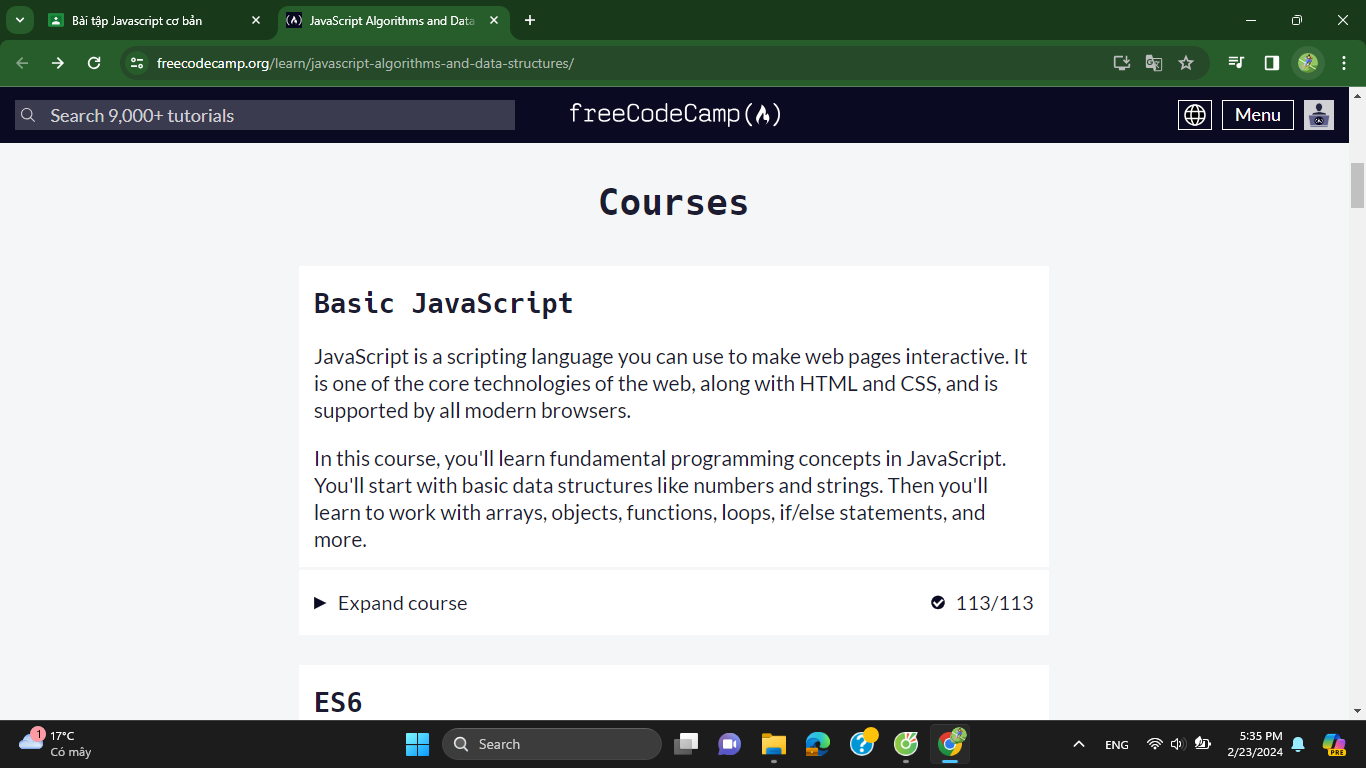 Bài tập Javascript cơ bản
JavaScript Algorithms and Data
freecodecamp.org/learn/javascript-algorithms-and-data-structures/
Search 9,000+ tutorials
freeCodeCamp
Menu
Courses
Basic JavaScript
JavaScript is a scripting language you can use to make web pages interactive. It
is one of the core technologies of the web, along with HTML and CSS, and is
supported by all modern browsers.
In this course, you'll learn fundamental programming concepts in JavaScript.
You'll start with basic data structures like numbers and strings. Then you'll
learn to work with arrays, objects, functions, loops, if/else statements, and
more.
Expand course
113/113
ES6
1
17°C
Có mây
Search
ENG
5:35 PM
2/23/2024
PRE